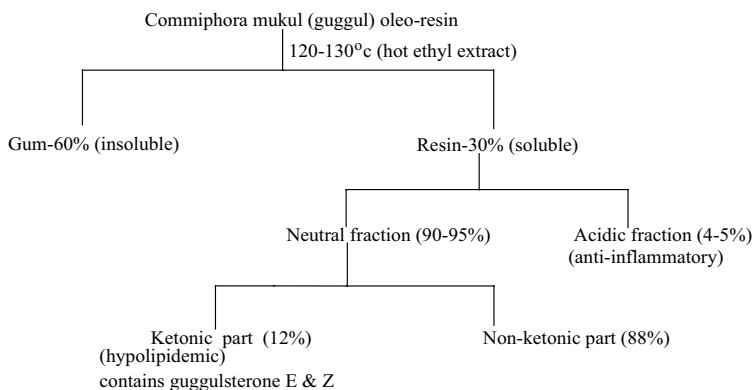 Commiphora mukul (guggul) oleo-resin
120-130°c (hot ethyl extract)
Gum-60% (insoluble)
Resin-30% (soluble)
Neutral fraction (90-95%)
Acidic fraction (4-5%)
(anti-inflammatory)
Ketonic part (12%)
(hypolipidemic)
contains guggulsterone E & Z
Non-ketonic part (88%)